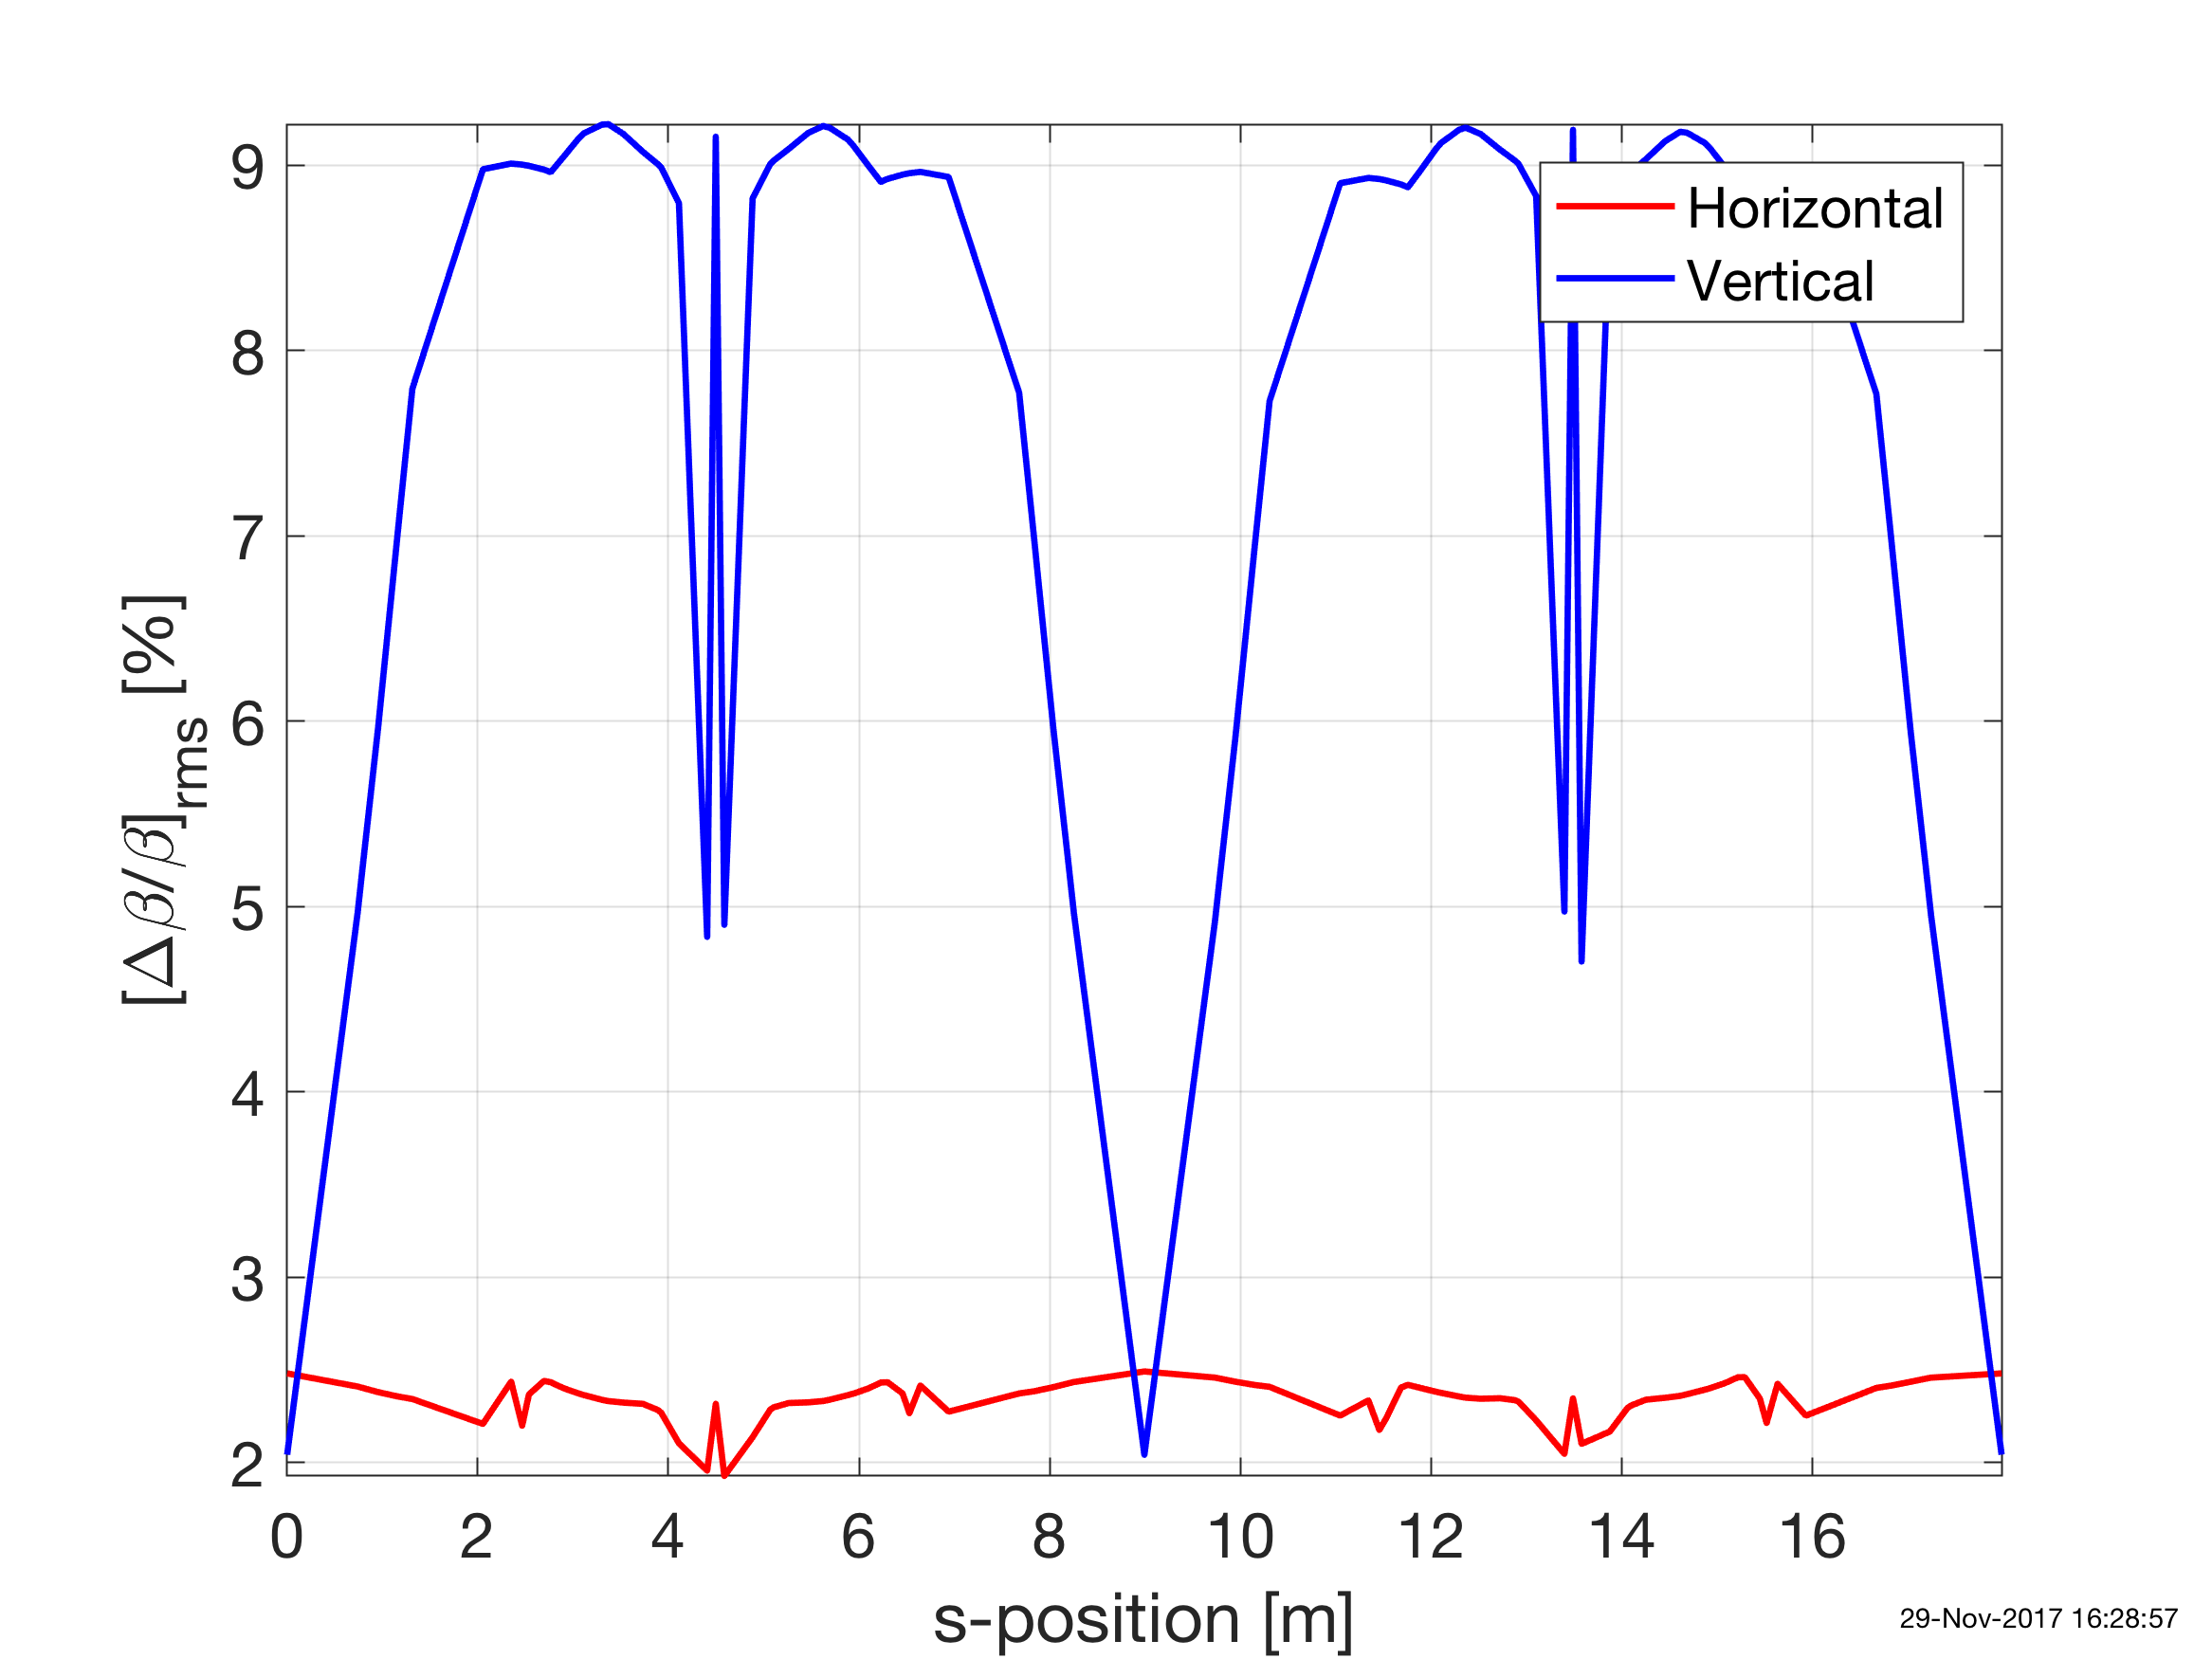 9
8
7
6
5
4
3
2
[Δβ/β]rms [%]
Horizontal
Vertical
0 2 4 6 8 10 12 14 16
s-position [m]
29-Nov-2017 16:28:57